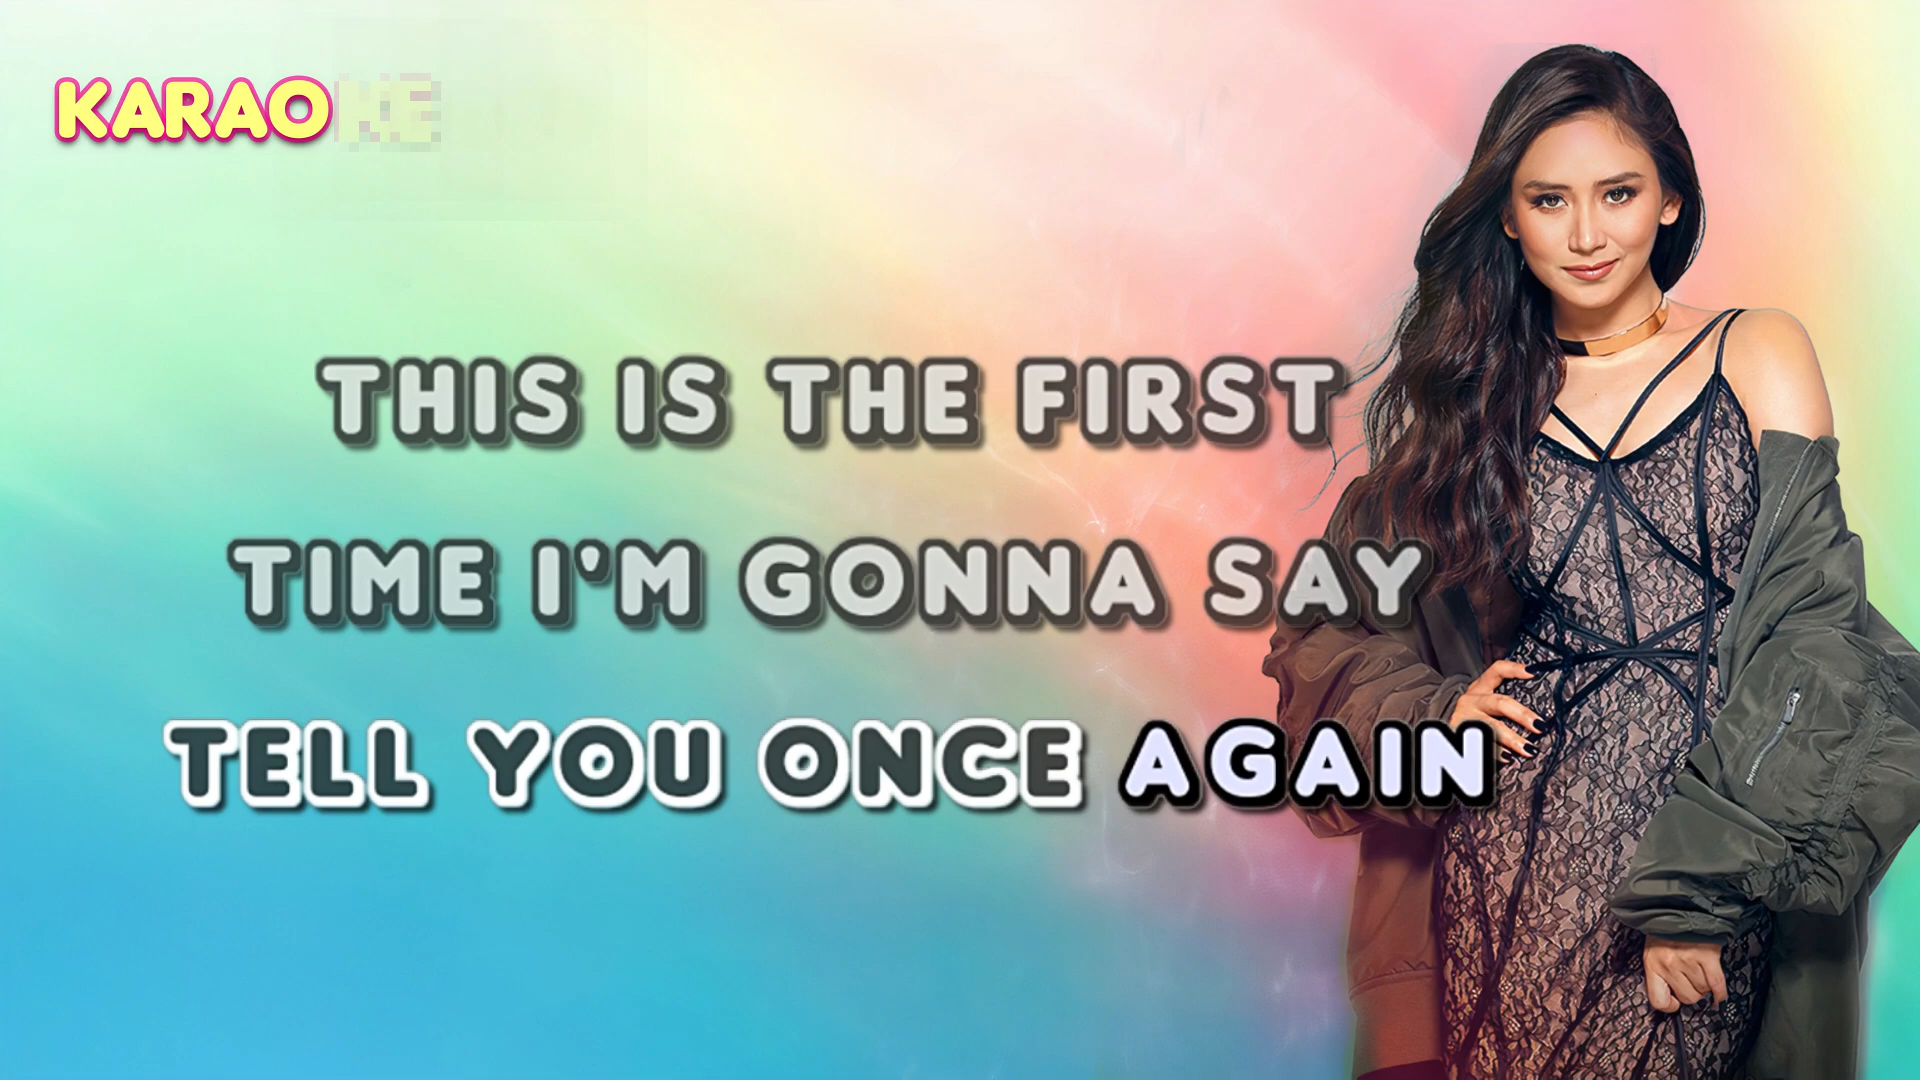 KARAOKE
THIS IS THE FIRST
TIME I'M GONNA SAY
TELL YOU ONCE AGAIN